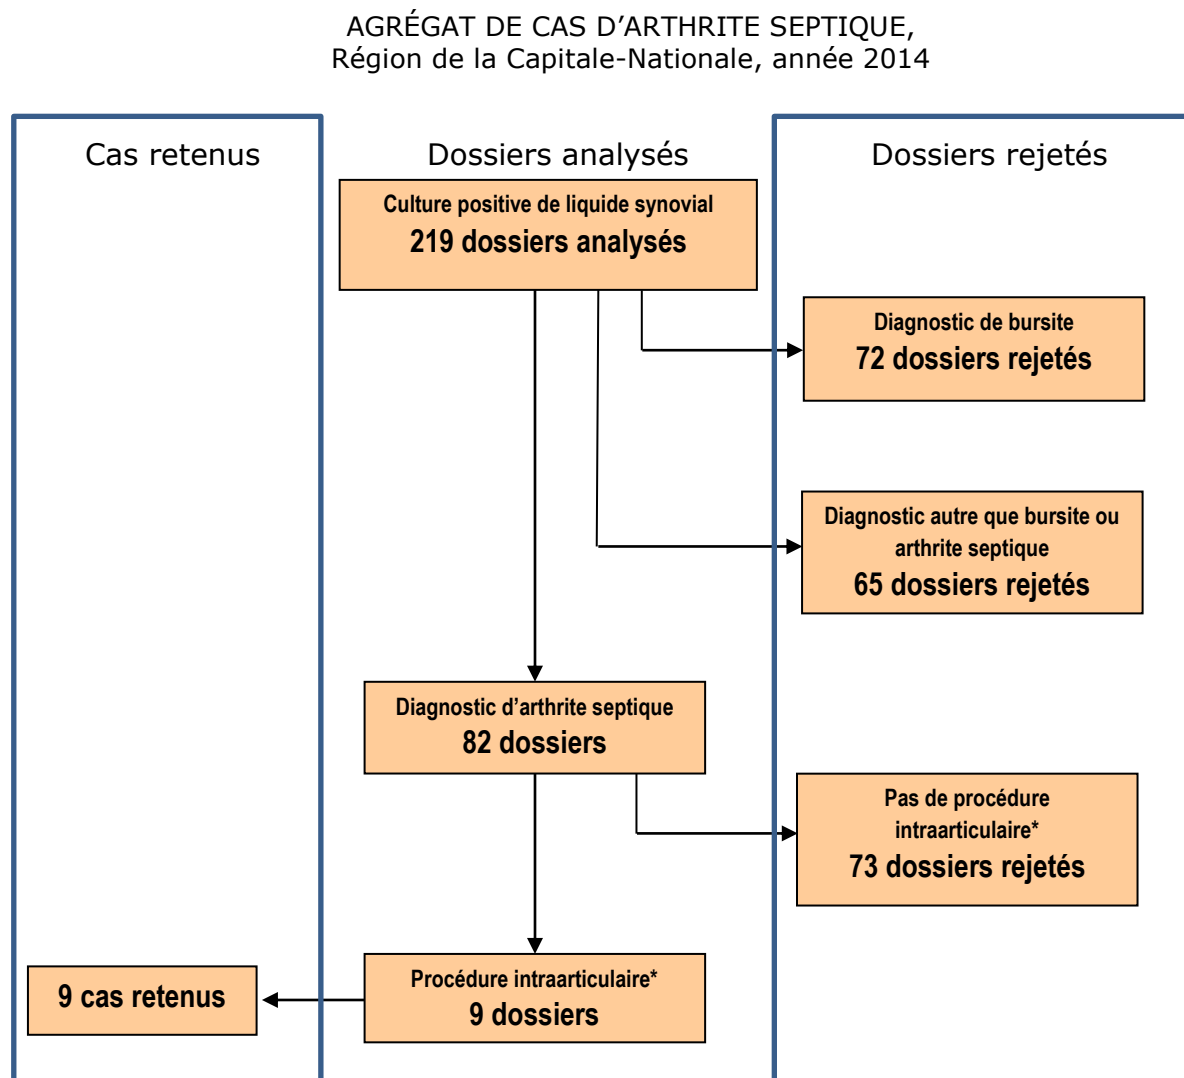 AGRÉGAT DE CAS D’ARTHRITE SEPTIQUE,
Région de la Capitale-Nationale, année 2014
Cas retenus
Dossiers analysés
Dossiers rejetés
Culture positive de liquide synovial
219 dossiers analysés
Diagnostic de bursite
72 dossiers rejetés
Diagnostic autre que bursite ou
arthrite septique
65 dossiers rejetés
Diagnostic d’arthrite septique
82 dossiers
Pas de procédure
intraarticulaire*
73 dossiers rejetés
Procédure intraarticulaire*
9 dossiers
9 cas retenus